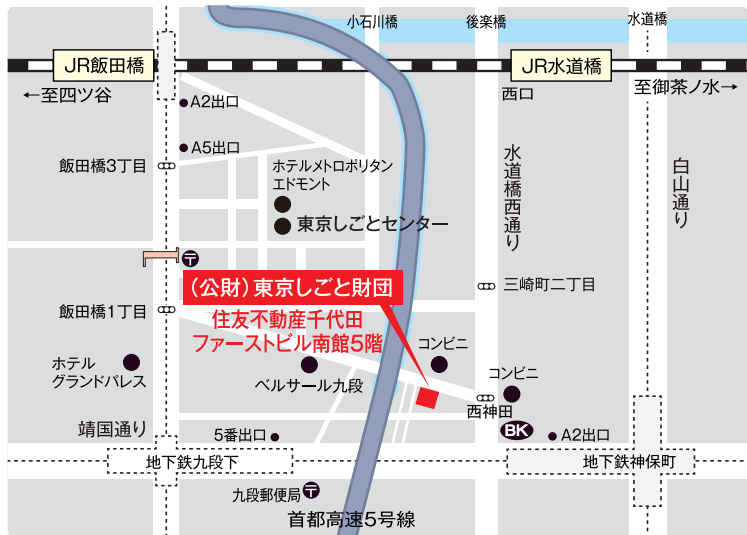 小石川橋
後楽橋
水道橋
JR飯田橋
JR水道橋
←至四ツ谷
A2出口
西口
至御茶ノ水→
A5出口
飯田橋3丁目
ホテルメトロポリタン
エドモント
水道橋西通り
白山通り
東京しごとセンター
〒
(公財)東京しごと財団
三崎町二丁目
飯田橋1丁目
住友不動産千代田
ファーストビル南館5階
コンビニ
ホテル
グランドパレス
ベルサール九段
コンビニ
西神田
靖国通り
5番出口
BK
A2出口
地下鉄九段下
地下鉄神保町
九段郵便局
〒
首都高速5号線